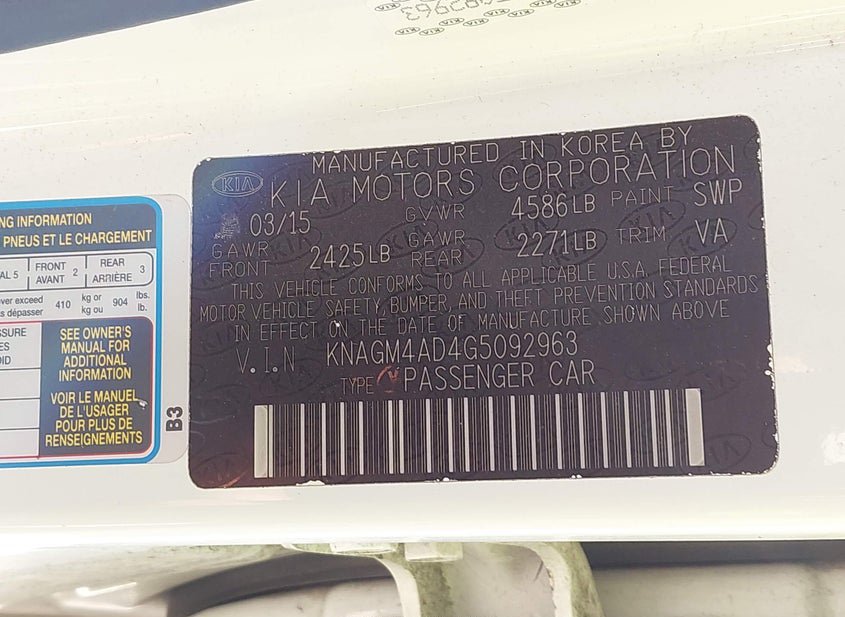 KIA
MANUFACTURED IN KOREA BY
KIA MOTORS CORPORATION
03/15 GVWR 4586LB PAINT SWP
GAWR FRONT 2425LB GAWR REAR 2271LB TRIM VA
THIS VEHICLE CONFORMS TO ALL APPLICABLE U.S.A. FEDERAL
MOTOR VEHICLE SAFETY, BUMPER, AND THEFT PREVENTION STANDARDS
IN EFFECT ON THE DATE OF MANUFACTURE SHOWN ABOVE
V.I.N KNAGM4AD4G5092963
TYPE PASSENGER CAR
INFORMATION
PNEUS ET LE CHARGEMENT
5 FRONT AVANT 2 REAR ARRIÈRE 3
exceed
dépasser 410 kg or kg ou 904 lbs. lb.
SEE OWNER'S
MANUAL FOR
ADDITIONAL
INFORMATION
VOIR LE MANUEL
DE L'USAGER
POUR PLUS DE
RENSEIGNEMENTS
B3